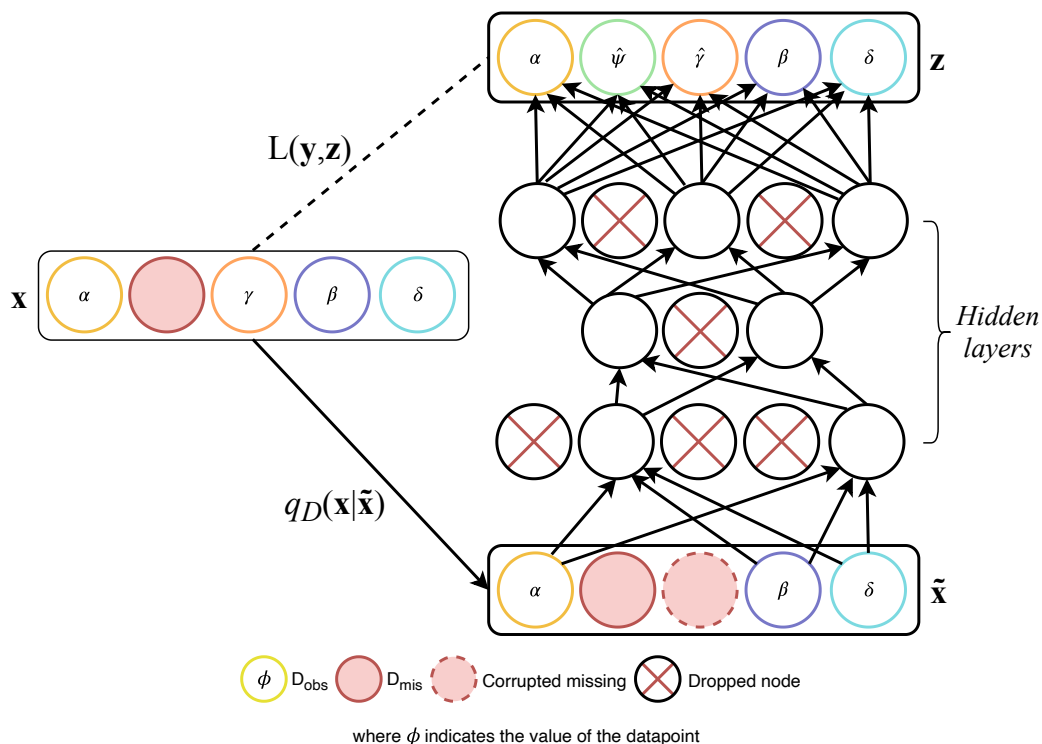 α ψ̂ γ̂ β δ z
L(y,z)
x α γ β δ
Hidden
layers
q_D(x|x̃)
α β δ x̃
ϕ D_obs D_mis Corrupted missing Dropped node
where ϕ indicates the value of the datapoint